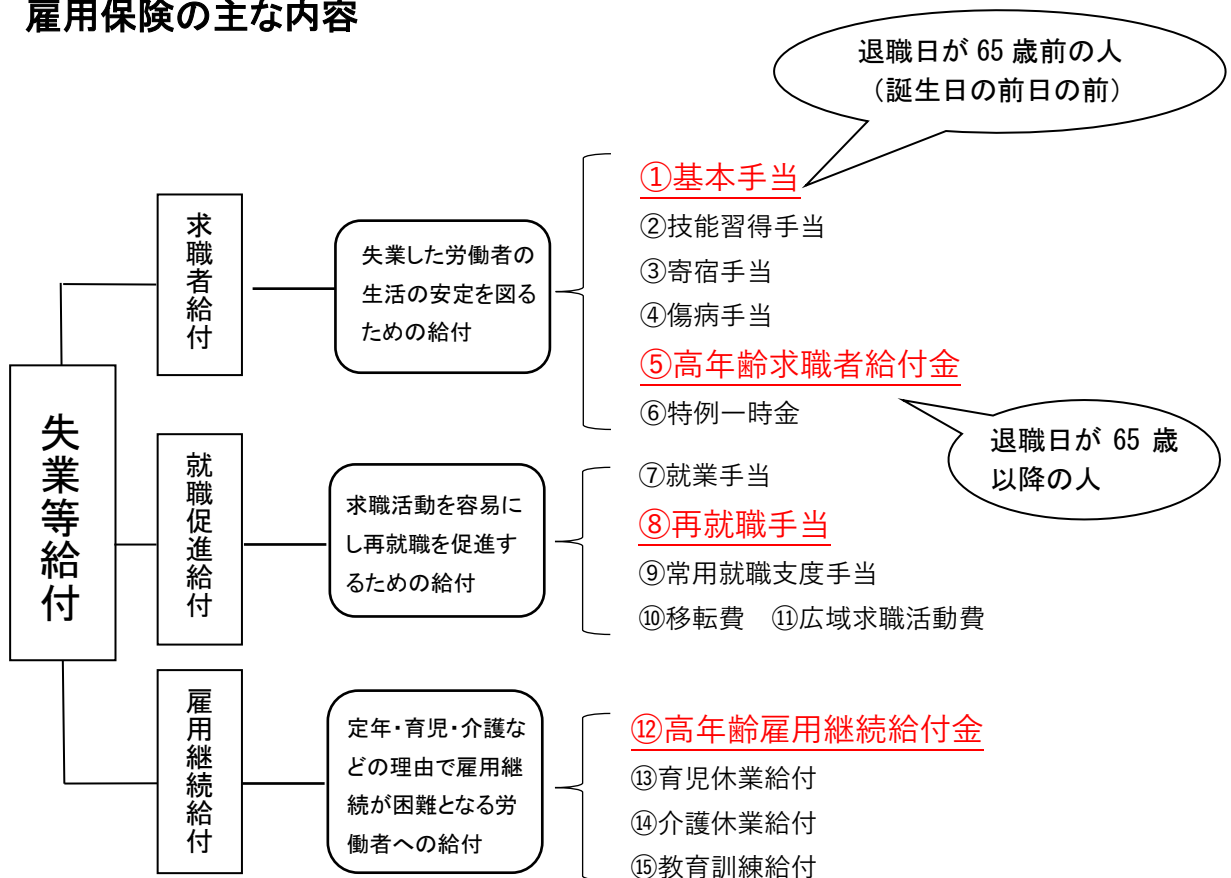 雇用保険の主な内容
退職日が 65 歳前の人
（誕生日の前日の前）
失業等給付
求職者給付
失業した労働者の
生活の安定を図る
ための給付
①基本手当
②技能習得手当
③寄宿手当
④傷病手当
⑤高年齢求職者給付金
⑥特例一時金
退職日が 65 歳
以降の人
就職促進給付
求職活動を容易に
し再就職を促進す
るための給付
⑦就業手当
⑧再就職手当
⑨常用就職支度手当
⑩移転費　⑪広域求職活動費
雇用継続給付
定年・育児・介護な
どの理由で雇用継
続が困難となる労
働者への給付
⑫高年齢雇用継続給付金
⑬育児休業給付
⑭介護休業給付
⑮教育訓練給付